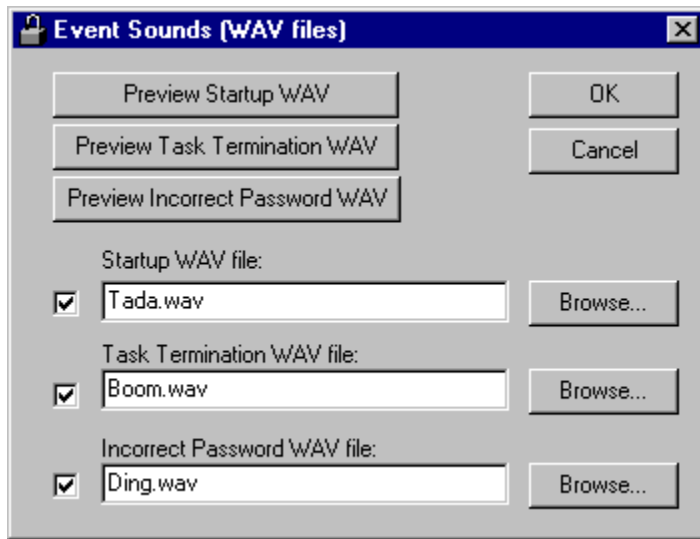 Event Sounds (WAV files)
Preview Startup WAV
OK
Preview Task Termination WAV
Cancel
Preview Incorrect Password WAV
Startup WAV file:
Tada.wav
Browse...
Task Termination WAV file:
Boom.wav
Browse...
Incorrect Password WAV file:
Ding.wav
Browse...